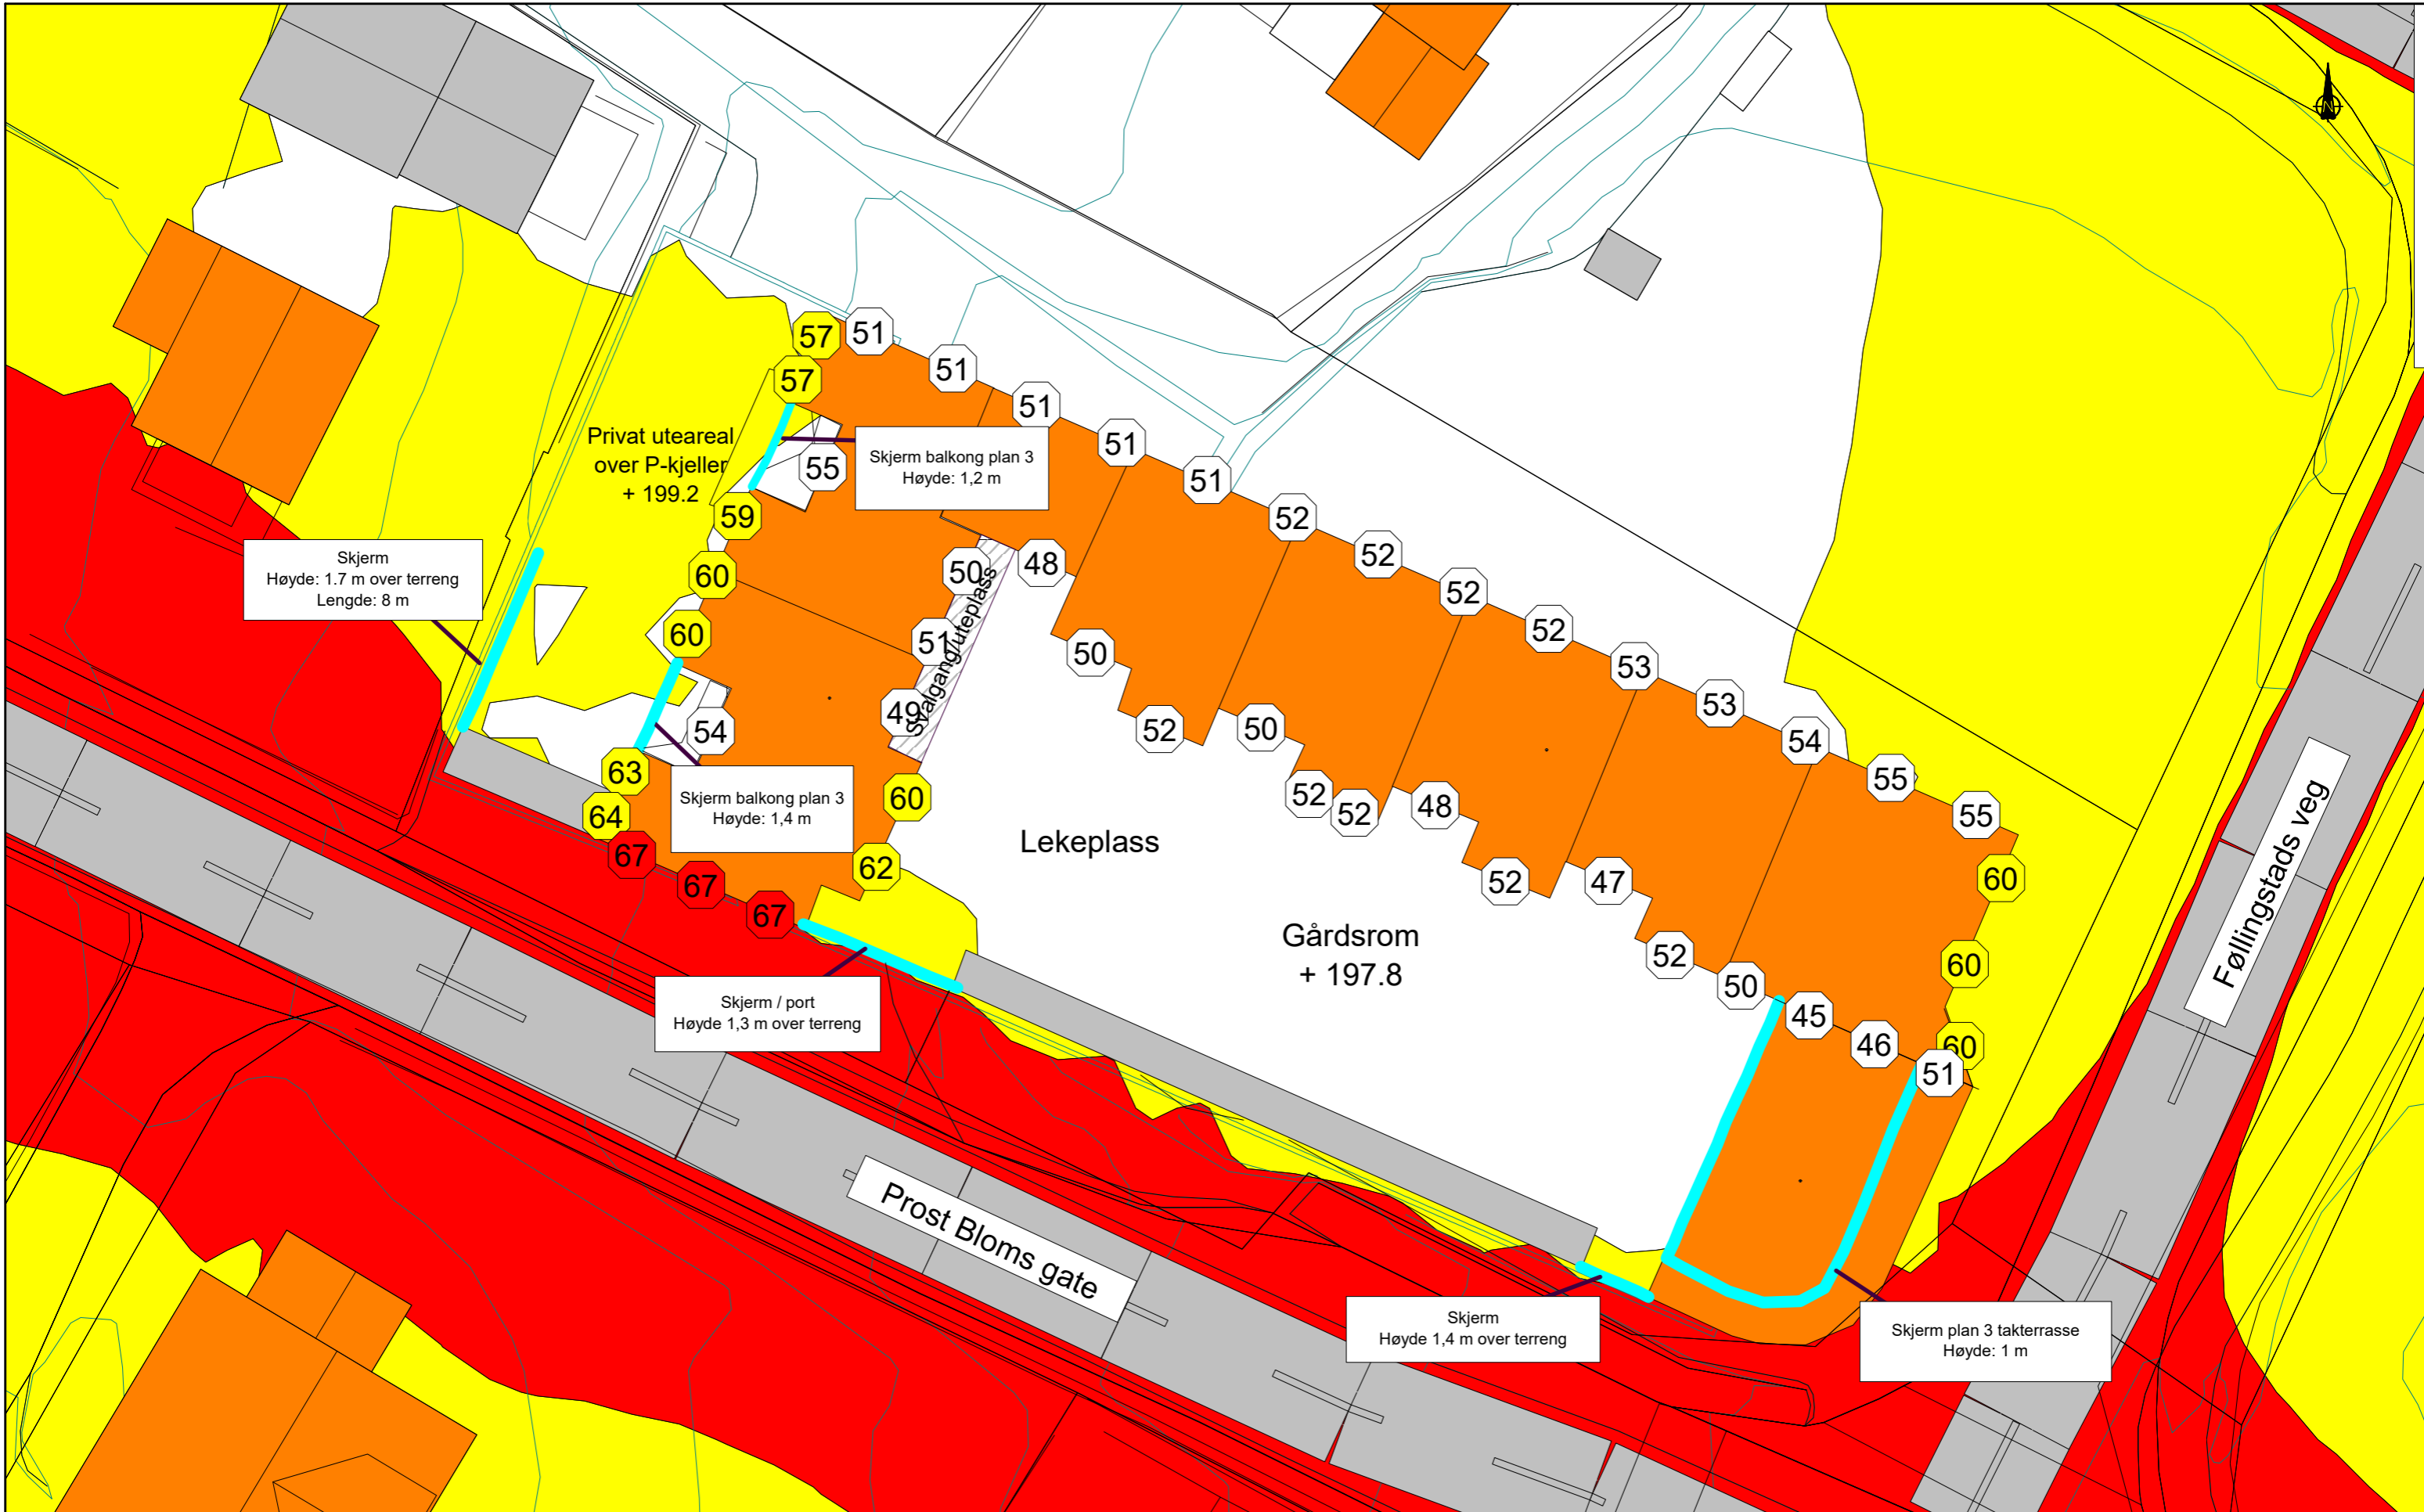 N
57
51
57
51
51
51
51
Privat uteareal
over P-kjeller
+ 199.2
55
Skjerm balkong plan 3
Høyde: 1,2 m
59
52
52
52
52
53
53
54
55
55
Skjerm
Høyde: 1.7 m over terreng
Lengde: 8 m
60
60
50
51
49
Svalgang/uteplass
48
50
52
50
52
52
48
52
47
52
50
45
46
51
60
60
60
54
63
64
67
67
67
Skjerm balkong plan 3
Høyde: 1,4 m
60
62
Lekeplass
Gårdsrom
+ 197.8
Føllingstads veg
Skjerm / port
Høyde 1,3 m over terreng
Prost Bloms gate
Skjerm
Høyde 1,4 m over terreng
Skjerm plan 3 takterrasse
Høyde: 1 m